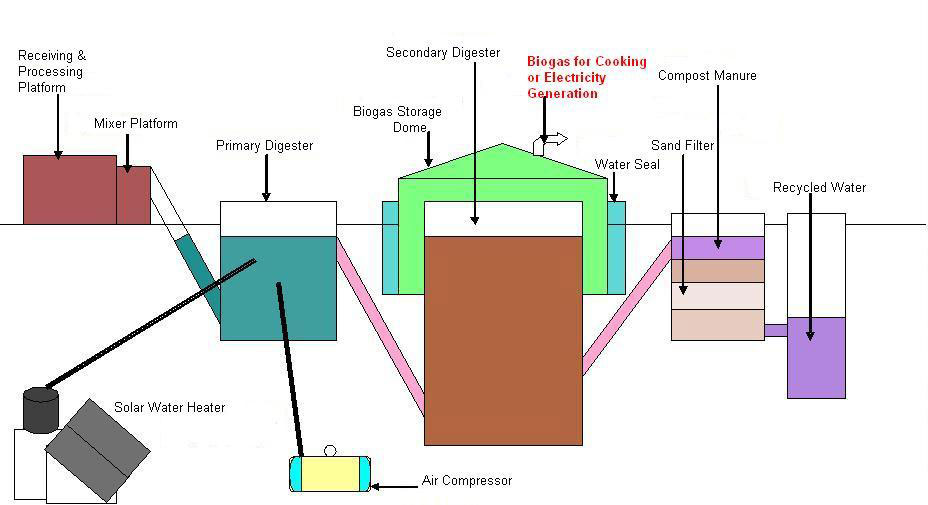 Receiving &
Processing
Platform
Mixer Platform
Primary Digester
Secondary Digester
Biogas Storage
Dome
Biogas for Cooking
or Electricity
Generation
Water Seal
Compost Manure
Sand Filter
Recycled Water
Solar Water Heater
Air Compressor